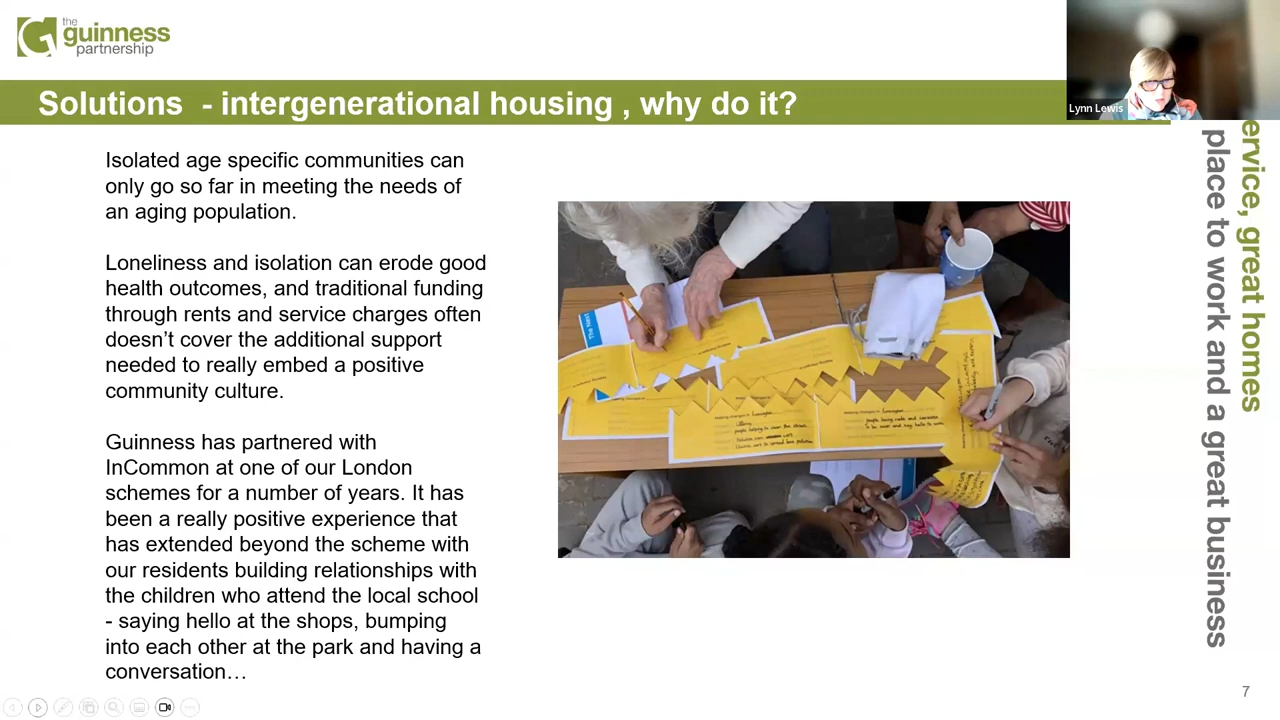 the
guinness
partnership
Lynn Lewis
Solutions - intergenerational housing , why do it?
Isolated age specific communities can
only go so far in meeting the needs of
an aging population.
Loneliness and isolation can erode good
health outcomes, and traditional funding
through rents and service charges often
doesn’t cover the additional support
needed to really embed a positive
community culture.
Guinness has partnered with
InCommon at one of our London
schemes for a number of years. It has
been a really positive experience that
has extended beyond the scheme with
our residents building relationships with
the children who attend the local school
- saying hello at the shops, bumping
into each other at the park and having a
conversation…
The Next
ervice, great homes
place to work and a great business
7